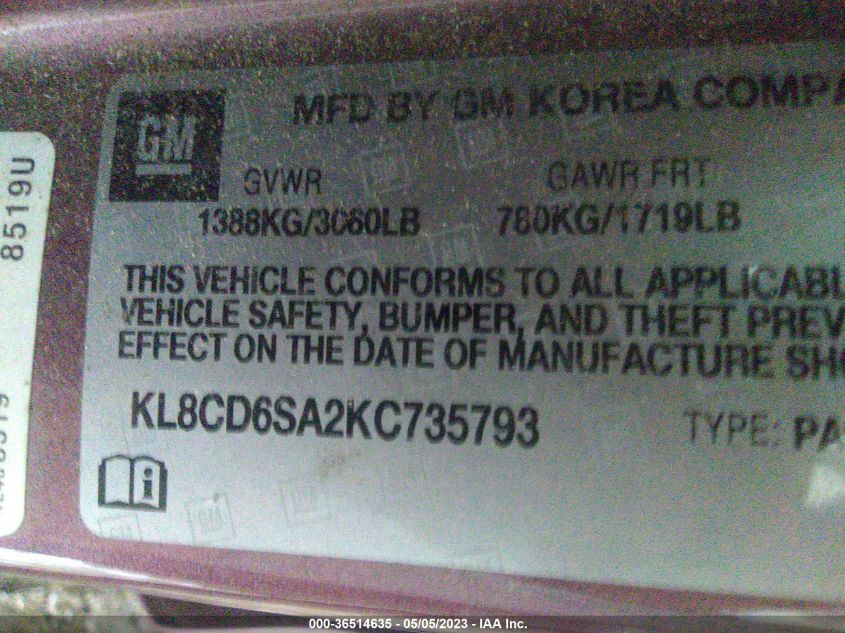 GM
MFD BY GM KOREA COMPA
GVWR
GAWR FRT
1388KG/3060LB
780KG/1719LB
THIS VEHICLE CONFORMS TO ALL APPLICABL
VEHICLE SAFETY, BUMPER, AND THEFT PREV
EFFECT ON THE DATE OF MANUFACTURE SHO
KL8CD6SA2KC735793
TYPE: PA
8519U
000-36514635 - 05/05/2023 - IAA Inc.